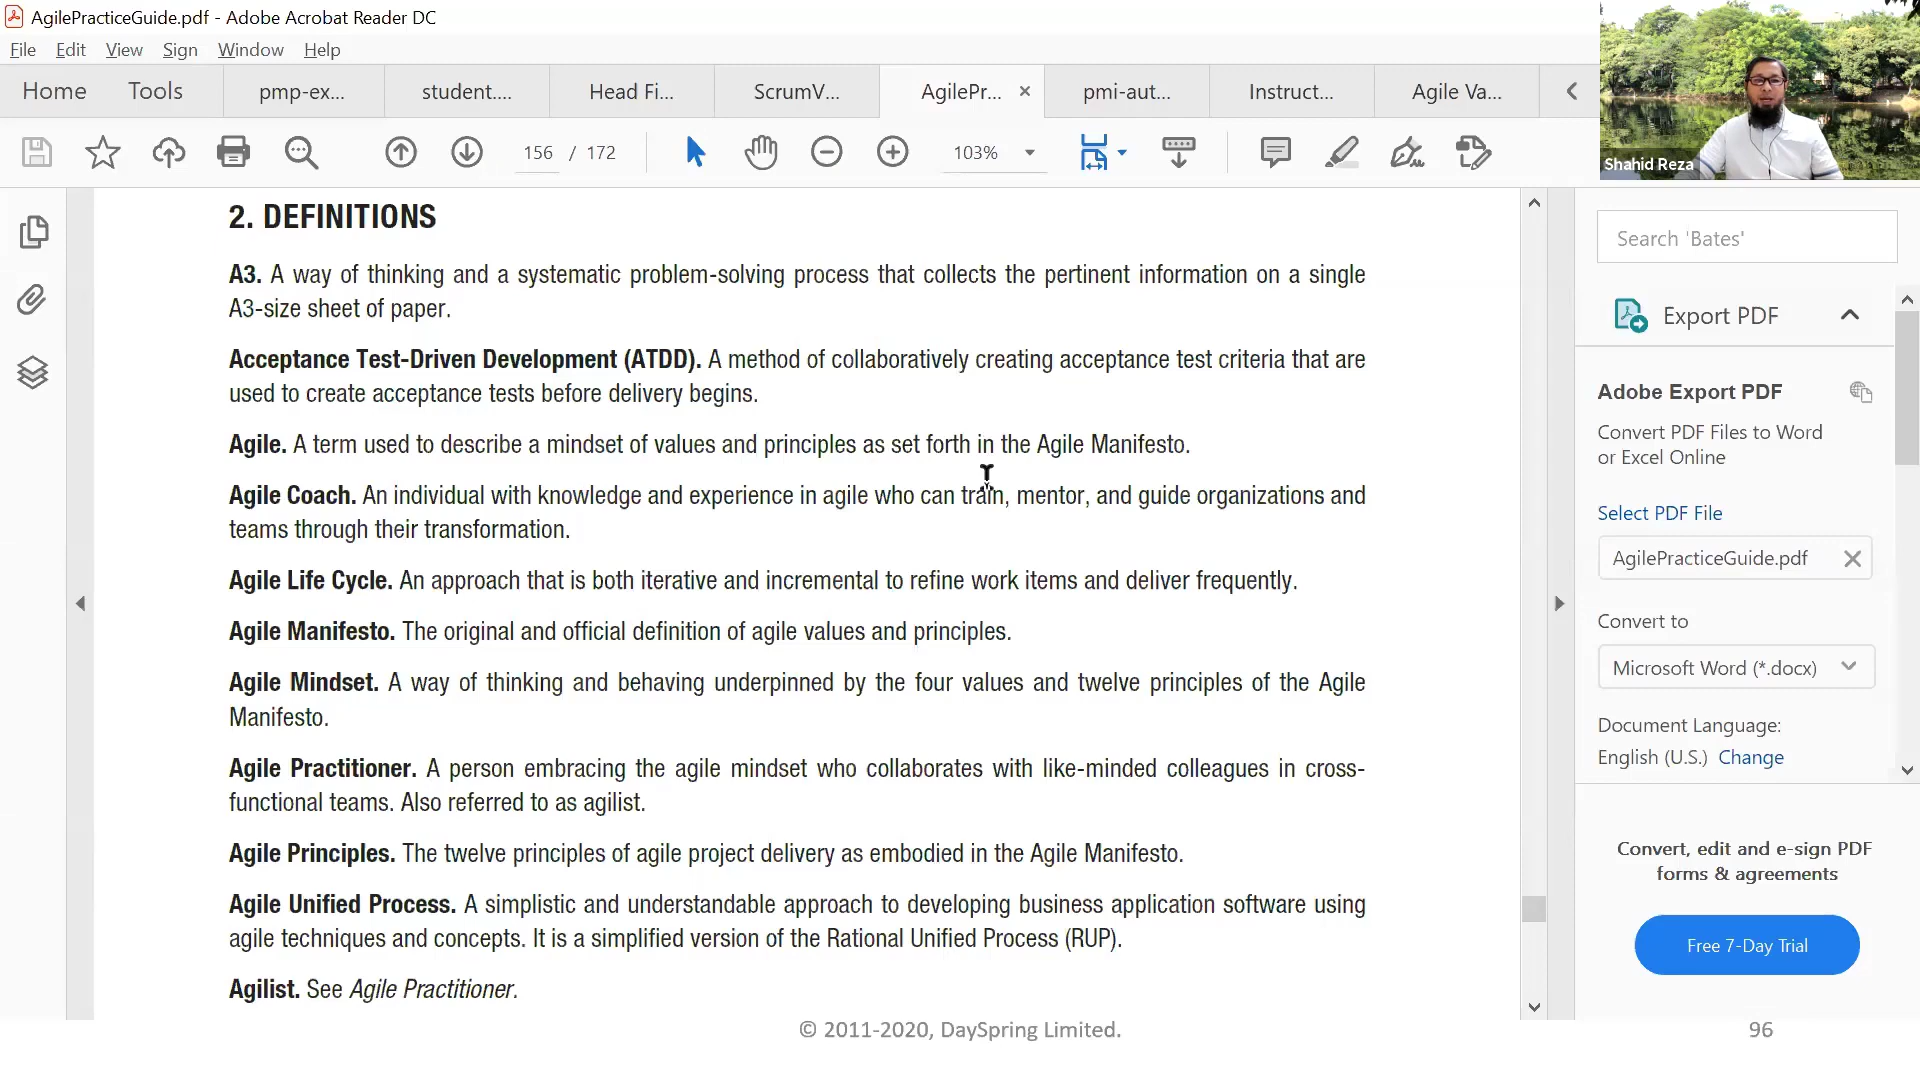 AgilePracticeGuide.pdf - Adobe Acrobat Reader DC
File Edit View Sign Window Help
Home Tools pmp-ex... student.... Head Fi... ScrumV... AgilePr... × pmi-aut... Instruct... Agile Va...
156 / 172 103%
Shahid Reza
2. DEFINITIONS
A3. A way of thinking and a systematic problem-solving process that collects the pertinent information on a single
A3-size sheet of paper.
Acceptance Test-Driven Development (ATDD). A method of collaboratively creating acceptance test criteria that are
used to create acceptance tests before delivery begins.
Agile. A term used to describe a mindset of values and principles as set forth in the Agile Manifesto.
Agile Coach. An individual with knowledge and experience in agile who can train, mentor, and guide organizations and
teams through their transformation.
Agile Life Cycle. An approach that is both iterative and incremental to refine work items and deliver frequently.
Agile Manifesto. The original and official definition of agile values and principles.
Agile Mindset. A way of thinking and behaving underpinned by the four values and twelve principles of the Agile
Manifesto.
Agile Practitioner. A person embracing the agile mindset who collaborates with like-minded colleagues in cross-
functional teams. Also referred to as agilist.
Agile Principles. The twelve principles of agile project delivery as embodied in the Agile Manifesto.
Agile Unified Process. A simplistic and understandable approach to developing business application software using
agile techniques and concepts. It is a simplified version of the Rational Unified Process (RUP).
Agilist. See Agile Practitioner.
Search 'Bates'
Export PDF
Adobe Export PDF
Convert PDF Files to Word
or Excel Online
Select PDF File
AgilePracticeGuide.pdf
Convert to
Microsoft Word (*.docx)
Document Language:
English (U.S.) Change
Convert, edit and e-sign PDF
forms & agreements
Free 7-Day Trial
© 2011-2020, DaySpring Limited.
96